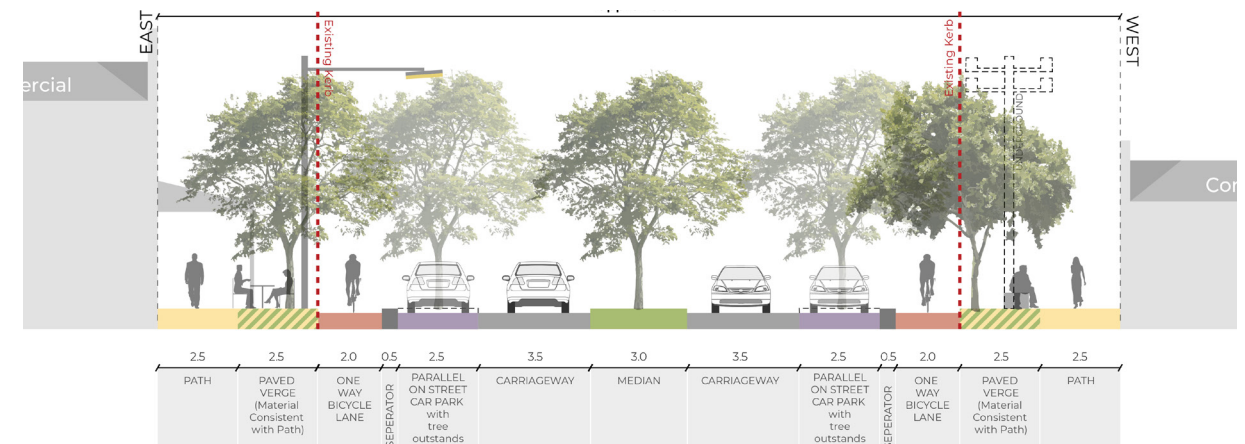 EAST
WEST
Existing Kerb
Existing Kerb
ercial
Cor
2.5
2.5
2.0
0.5
2.5
3.5
3.0
3.5
2.5
0.5
2.0
2.5
2.5
PATH
PAVED
VERGE
(Material
Consistent
with Path)
ONE
WAY
BICYCLE
LANE
SEPERATOR
PARALLEL
ON STREET
CAR PARK
with
tree
outstands
CARRIAGEWAY
MEDIAN
CARRIAGEWAY
PARALLEL
ON STREET
CAR PARK
with
tree
outstands
SEPERATOR
ONE
WAY
BICYCLE
LANE
PAVED
VERGE
(Material
Consistent
with Path)
PATH